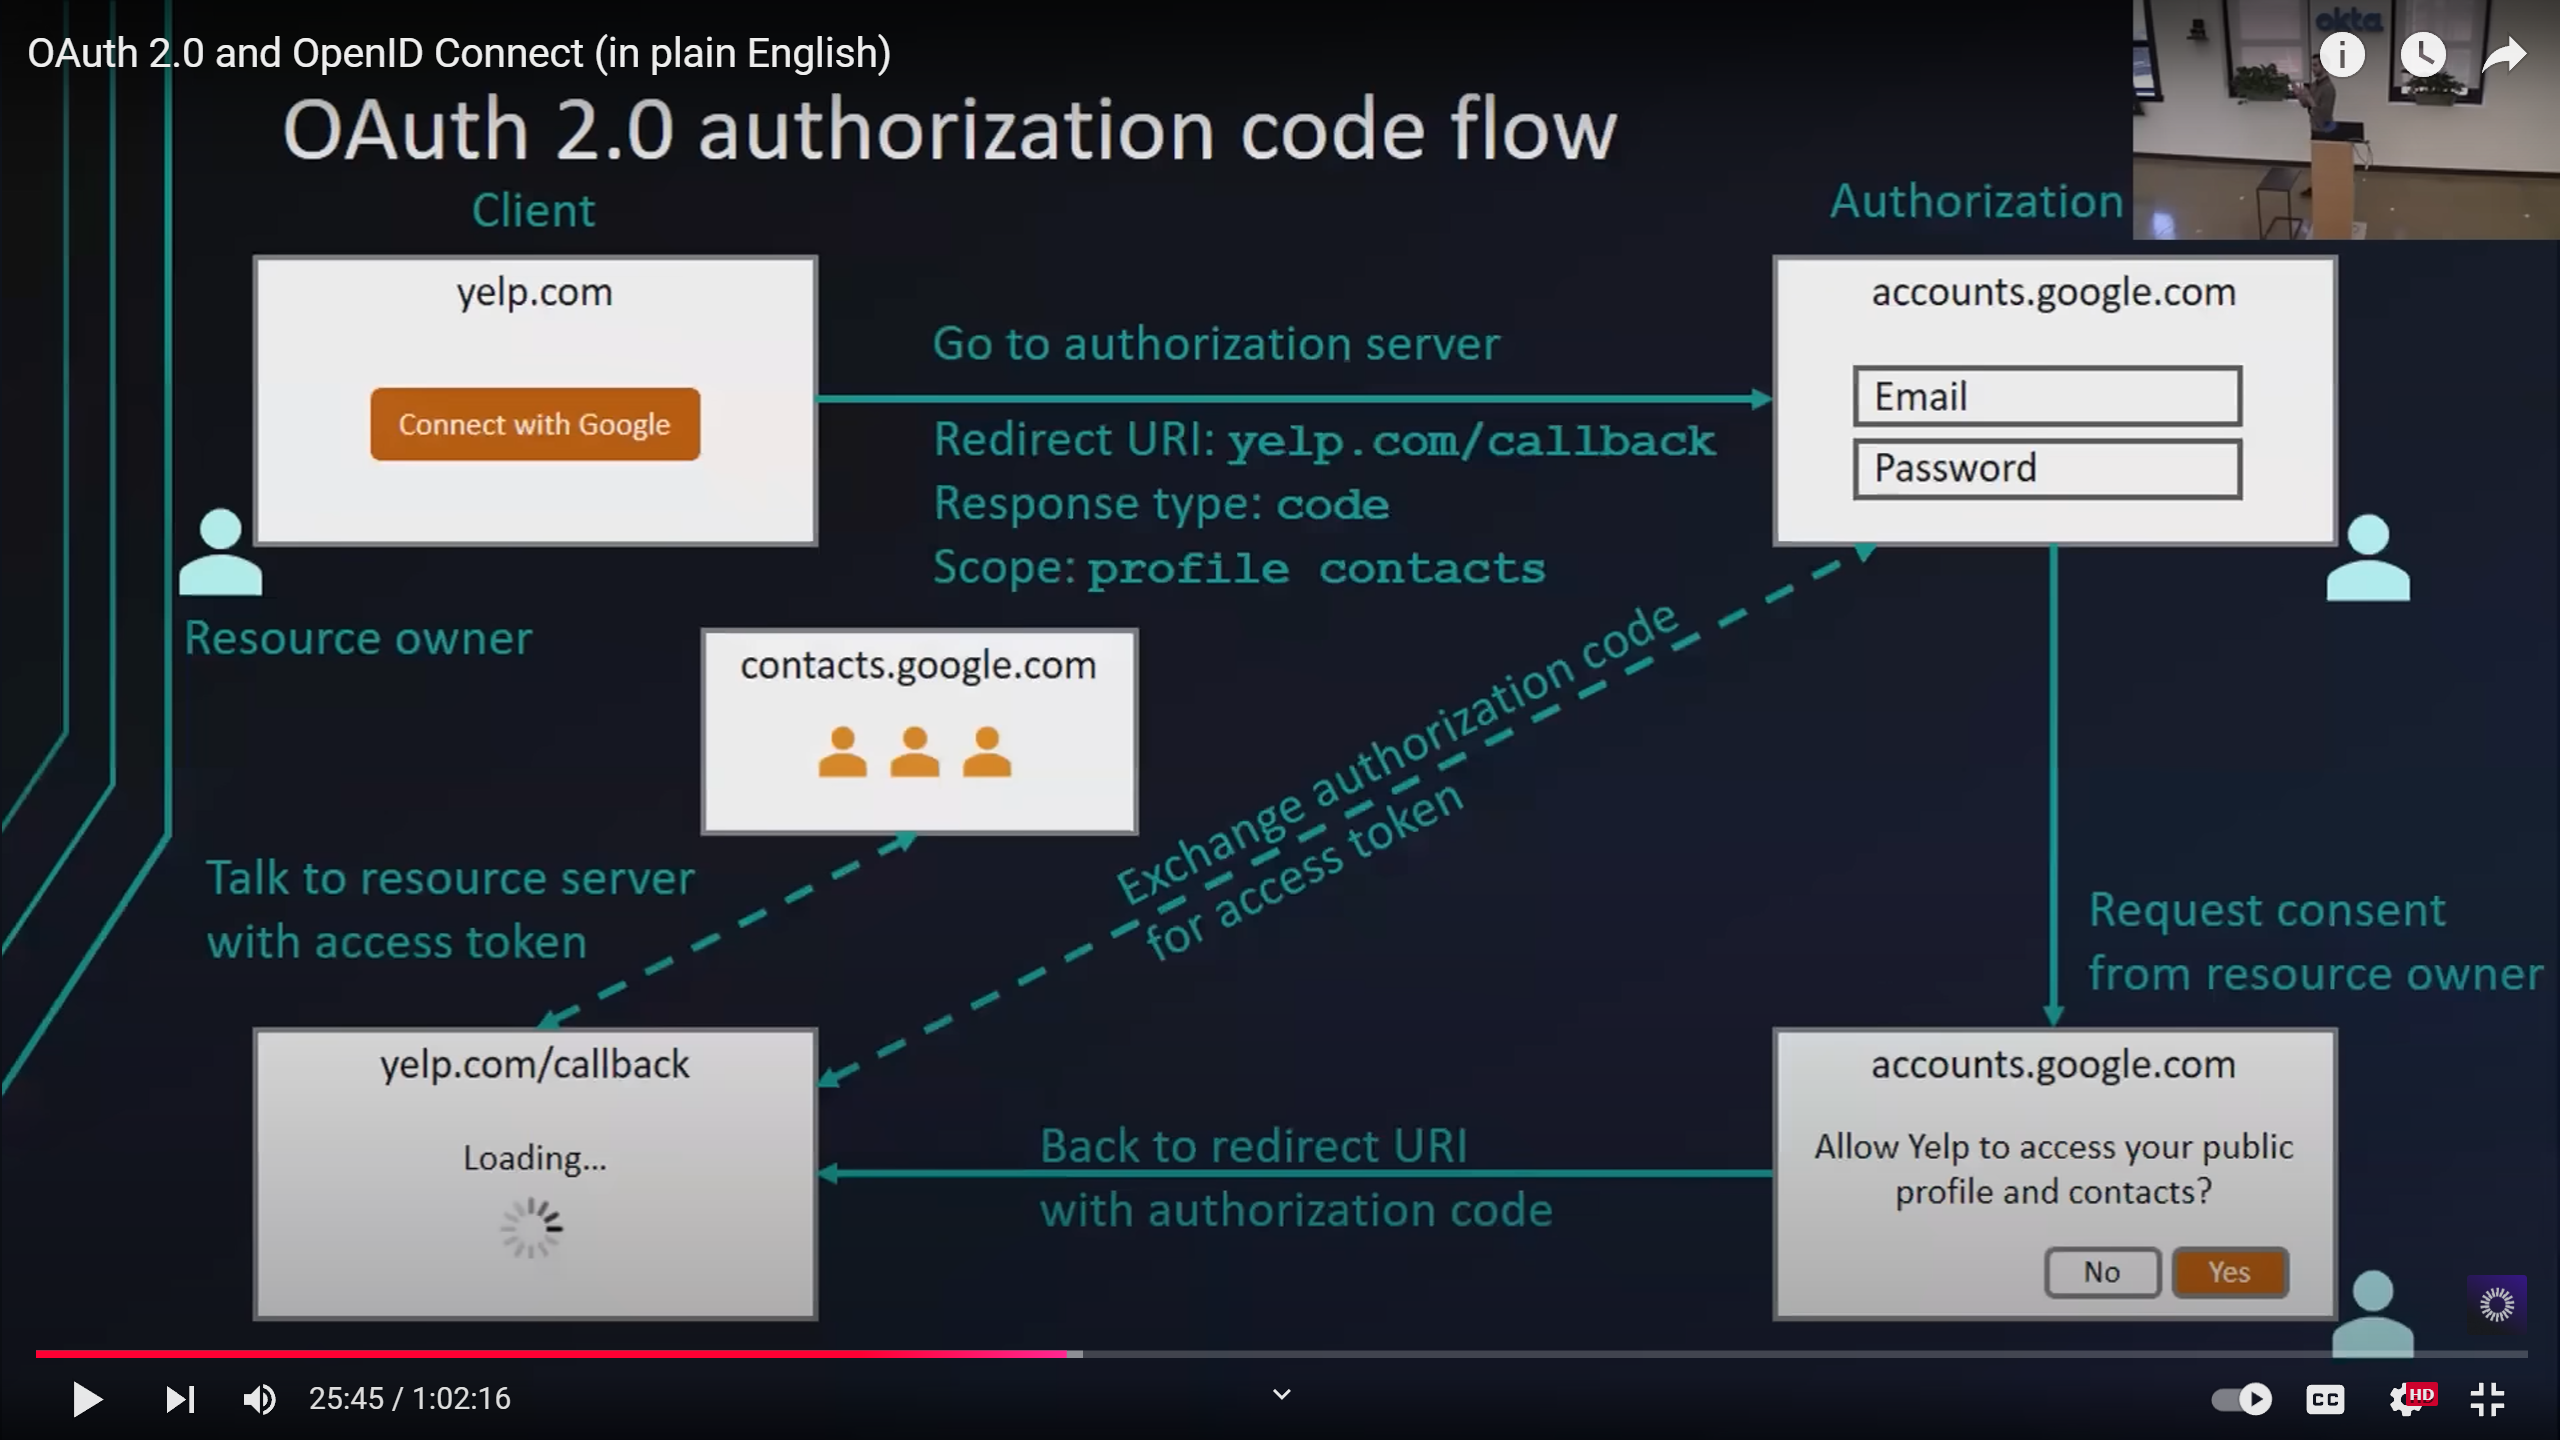 OAuth 2.0 and OpenID Connect (in plain English)
okta
OAuth 2.0 authorization code flow
Client
Authorization
yelp.com
Connect with Google
Go to authorization server
Redirect URI: yelp.com/callback
Response type: code
Scope: profile contacts
accounts.google.com
Email
Password
Resource owner
contacts.google.com
Exchange authorization code
for access token
Talk to resource server
with access token
Request consent
from resource owner
yelp.com/callback
Loading...
Back to redirect URI
with authorization code
accounts.google.com
Allow Yelp to access your public
profile and contacts?
No
Yes
25:45 / 1:02:16
CC
HD